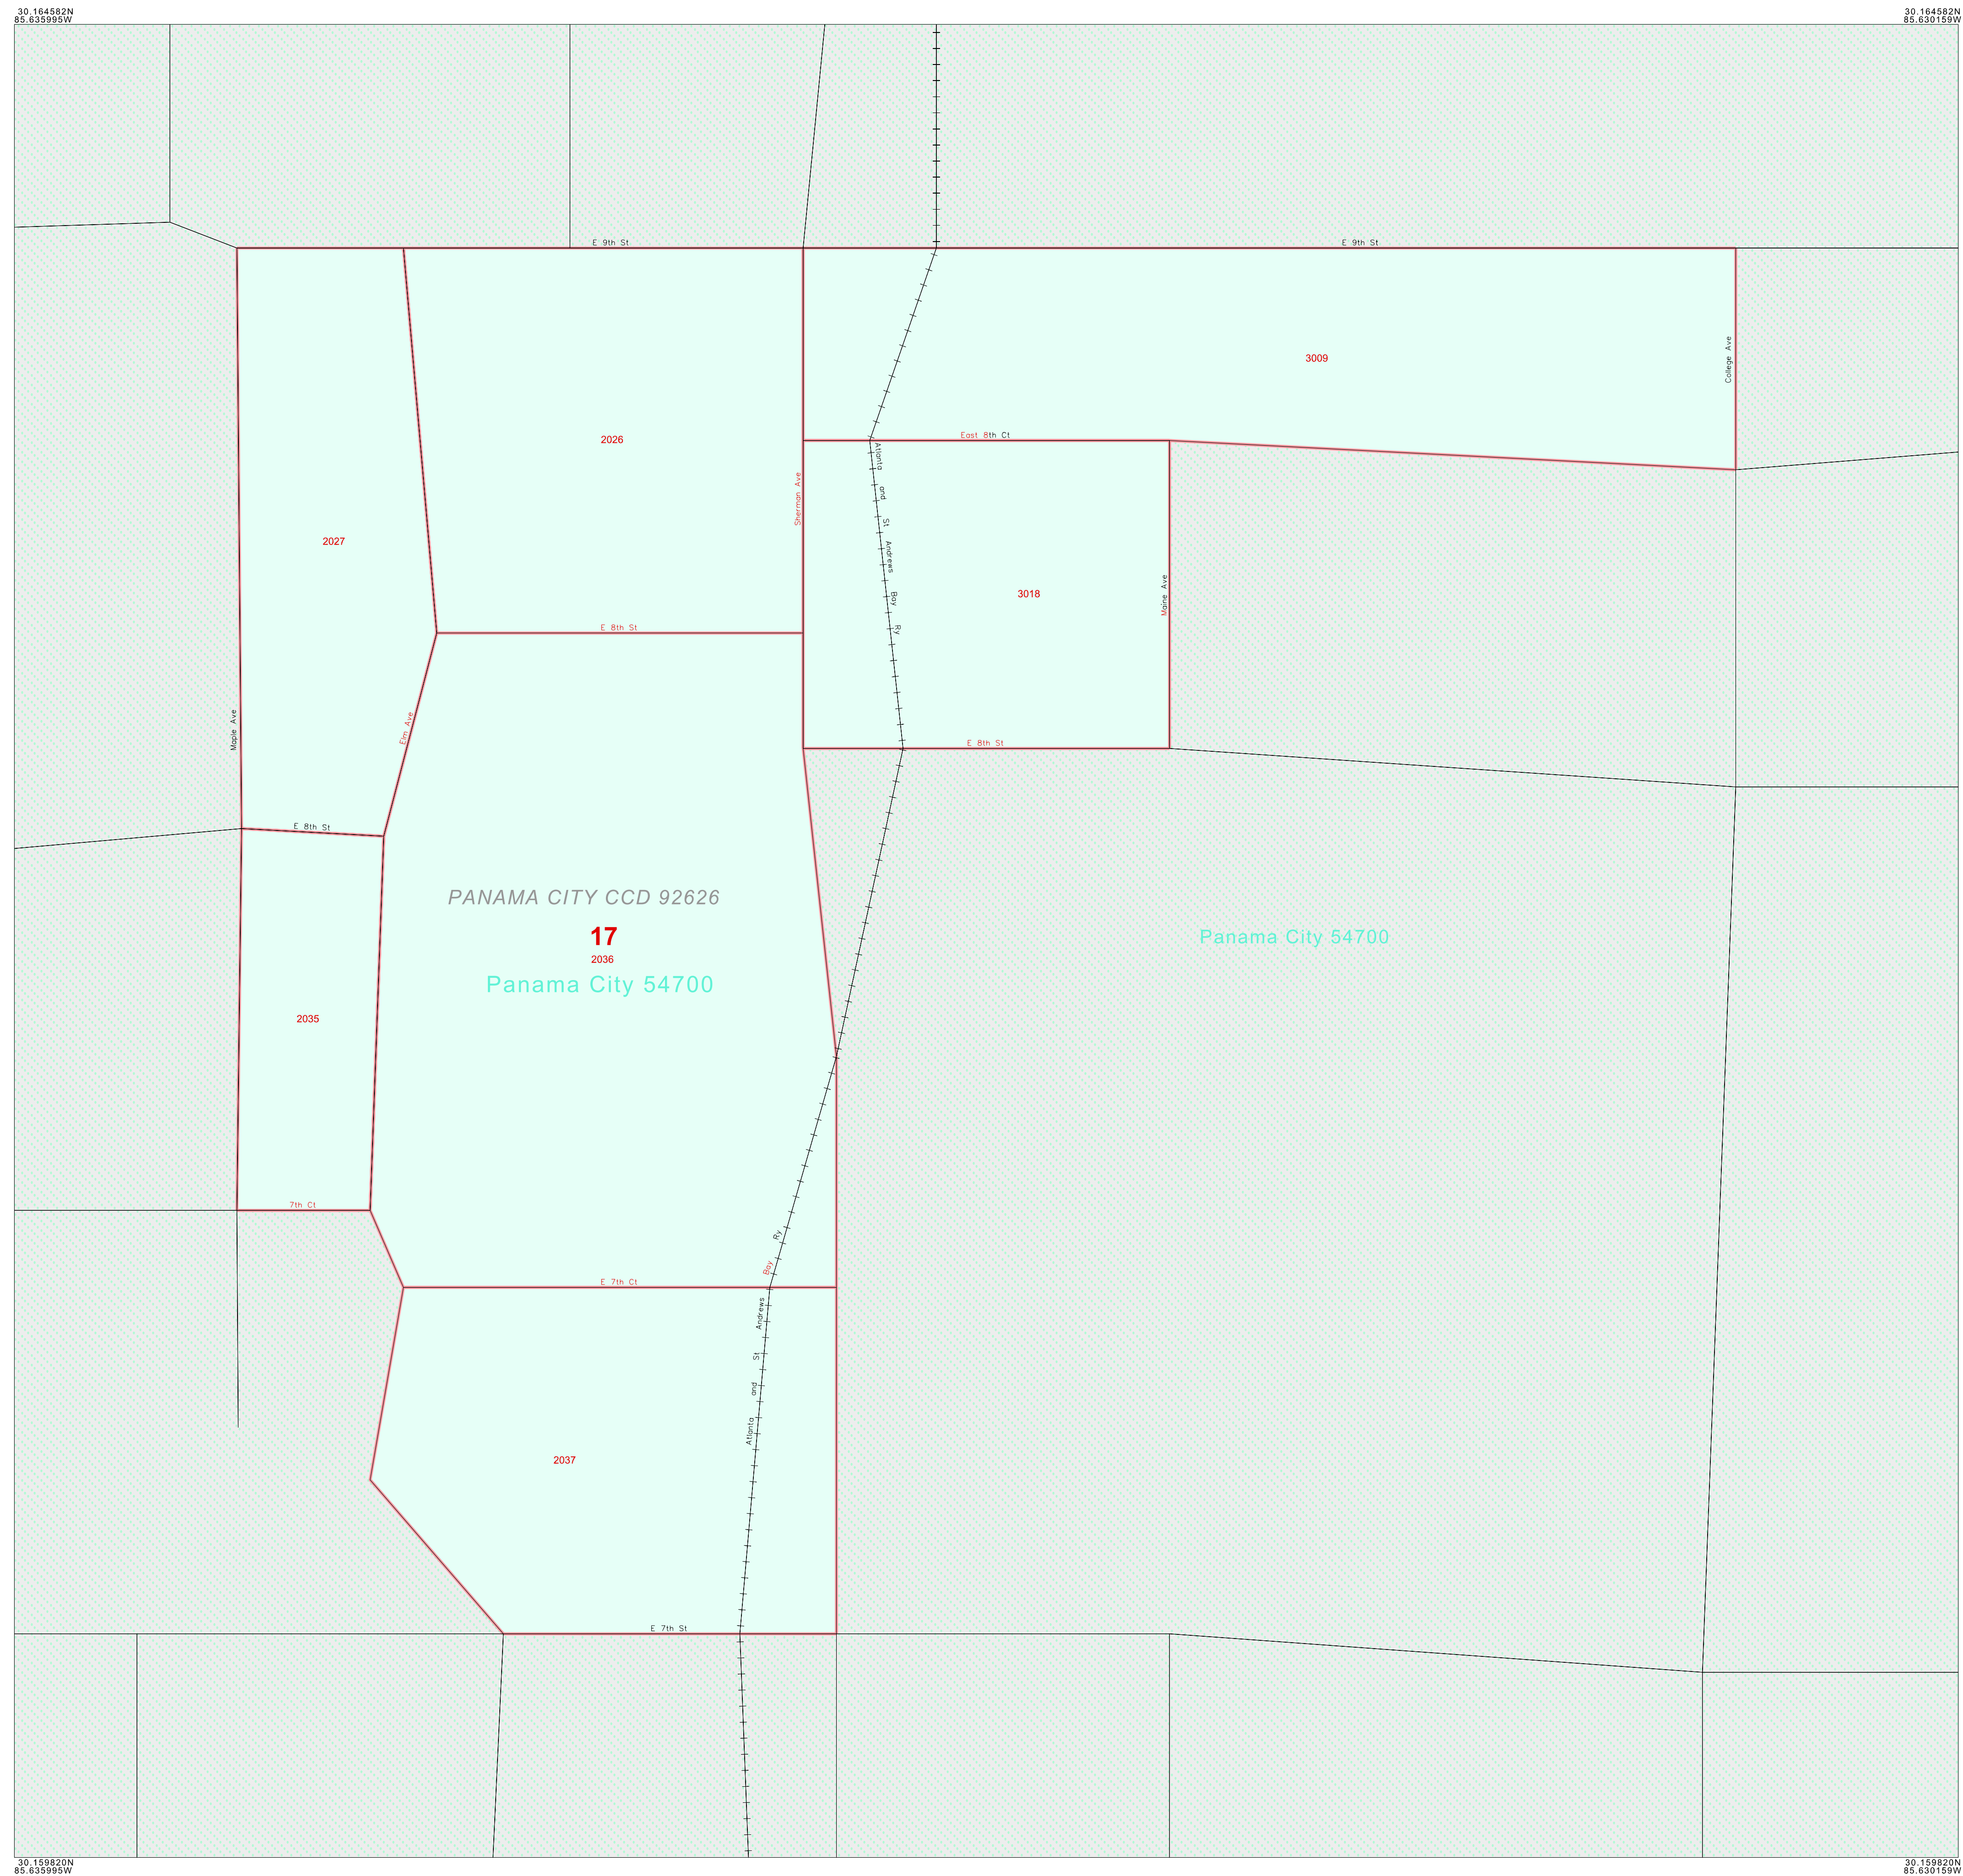 30.164582N
85.635995W
30.164582N
85.630159W
E 9th St
E 9th St
College Ave
3009
East 8th Ct
2026
Sherman Ave
Atlanta and St Andrews Bay Ry
2027
Maine Ave
3018
E 8th St
Elm Ave
Maple Ave
E 8th St
E 8th St
PANAMA CITY CCD 92626
17
2036
Panama City 54700
Panama City 54700
2035
7th Ct
E 7th Ct
Atlanta and St Andrews Bay Ry
2037
E 7th St
30.159820N
85.635995W
30.159820N
85.630159W